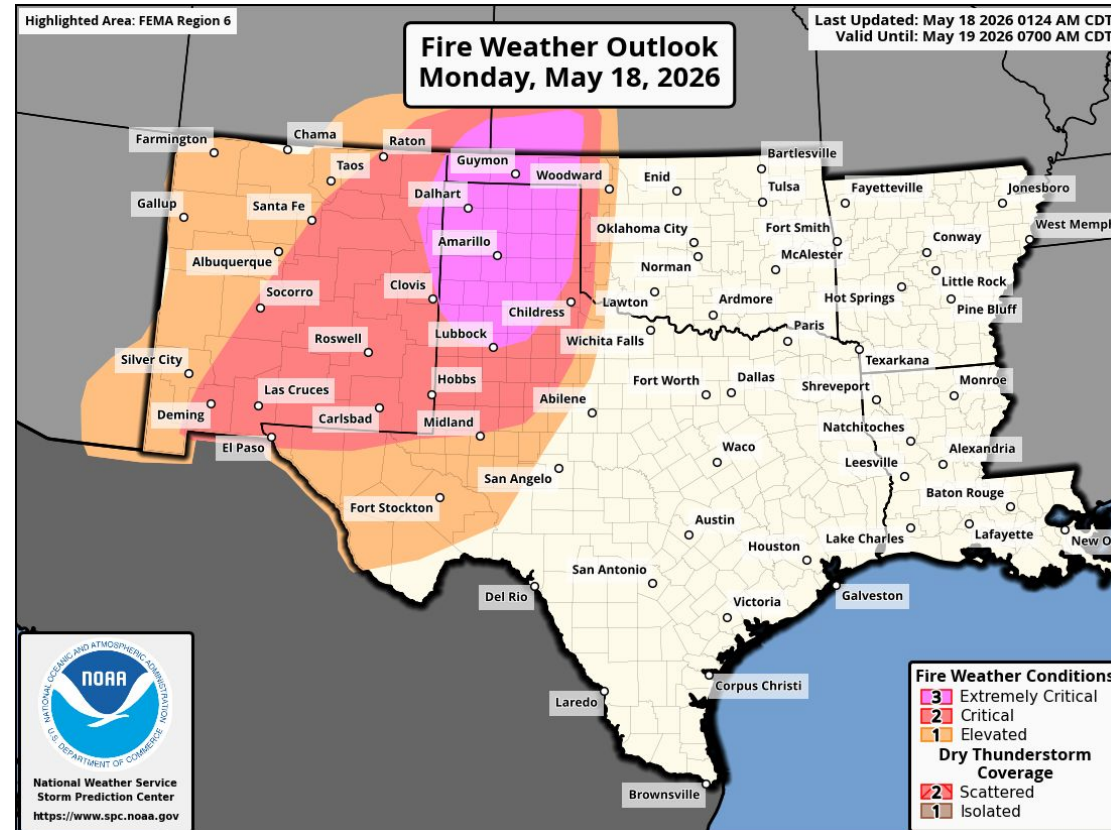 Highlighted Area: FEMA Region 6
Last Updated: May 18 2026 0124 AM CDT
Valid Until: May 19 2026 0700 AM CDT
Fire Weather Outlook
Monday, May 18, 2026
Farmington
Chama
Raton
Taos
Guymon
Woodward
Enid
Bartlesville
Tulsa
Fayetteville
Jonesboro
Gallup
Santa Fe
Dalhart
Oklahoma City
Fort Smith
West Memph
Albuquerque
Amarillo
Norman
McAlester
Conway
Socorro
Clovis
Childress
Lawton
Ardmore
Hot Springs
Little Rock
Pine Bluff
Roswell
Lubbock
Wichita Falls
Paris
Texarkana
Silver City
Las Cruces
Hobbs
Fort Worth
Dallas
Shreveport
Monroe
Deming
Carlsbad
Midland
Abilene
Natchitoches
El Paso
San Angelo
Waco
Leesville
Alexandria
Fort Stockton
Baton Rouge
Austin
Houston
Lake Charles
Lafayette
New O
Del Rio
San Antonio
Galveston
Victoria
Laredo
Corpus Christi
Brownsville
NATIONAL OCEANIC AND ATMOSPHERIC ADMINISTRATION
NOAA
U.S. DEPARTMENT OF COMMERCE
National Weather Service
Storm Prediction Center
https://www.spc.noaa.gov
Fire Weather Conditions
3 Extremely Critical
2 Critical
1 Elevated
Dry Thunderstorm
Coverage
2 Scattered
1 Isolated